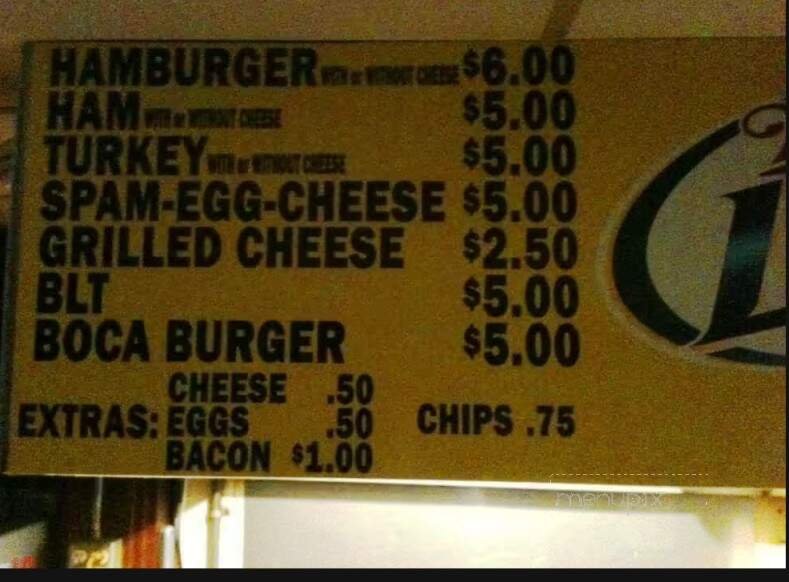 HAMBURGER WITH or WITHOUT CHEESE $6.00
HAM WITH or WITHOUT CHEESE $5.00
TURKEY WITH or WITHOUT CHEESE $5.00
SPAM-EGG-CHEESE $5.00
GRILLED CHEESE $2.50
BLT $5.00
BOCA BURGER $5.00
CHEESE .50
EXTRAS: EGGS .50 CHIPS .75
BACON $1.00
menupix